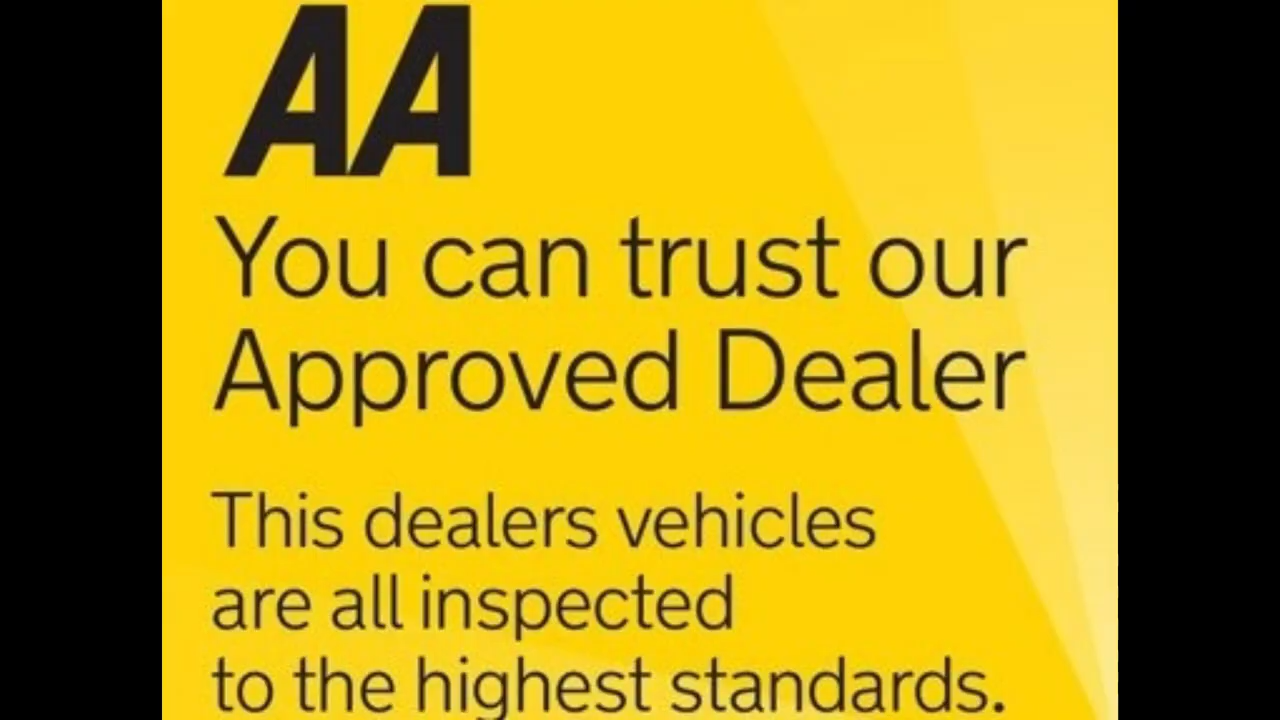 AA
You can trust our
Approved Dealer
This dealers vehicles
are all inspected
to the highest standards.